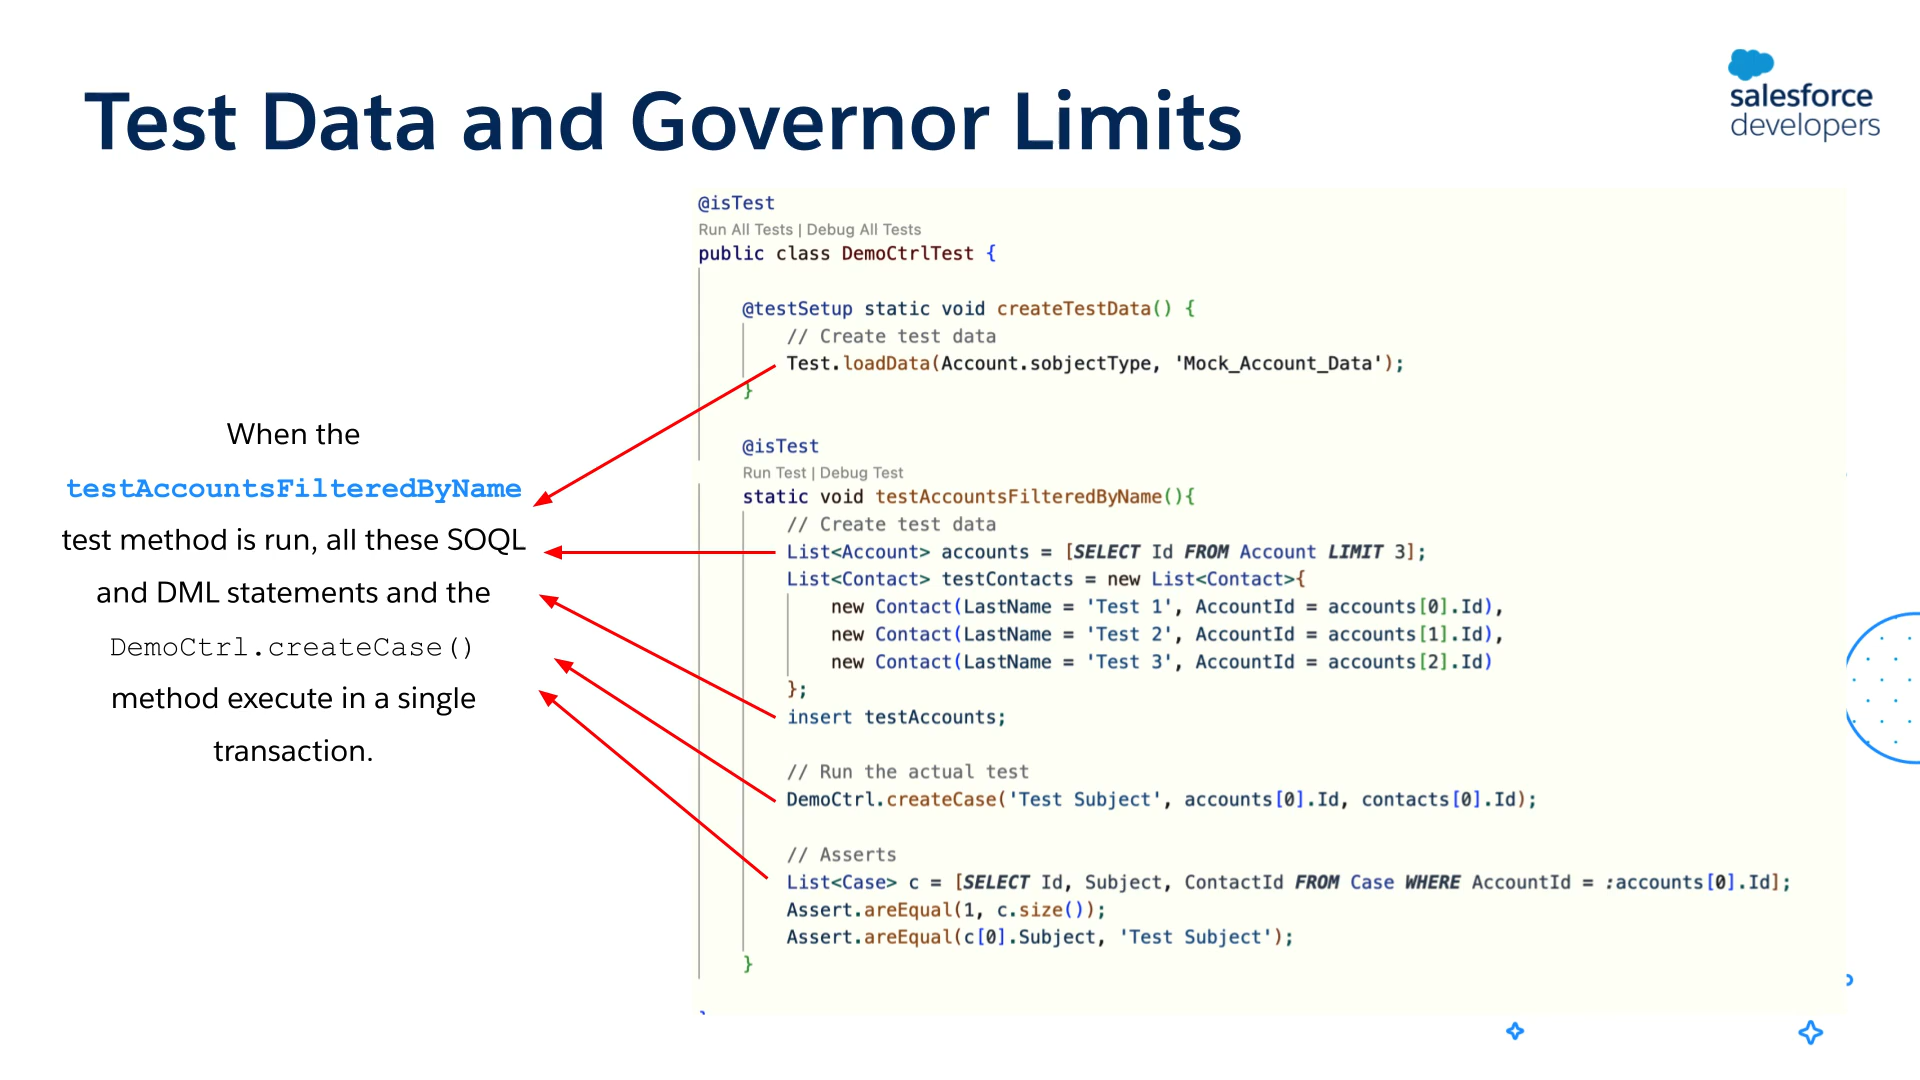 Test Data and Governor Limits
salesforce
developers
When the
testAccountsFilteredByName
test method is run, all these SOQL
and DML statements and the
DemoCtrl.createCase()
method execute in a single
transaction.
@isTest
Run All Tests | Debug All Tests
public class DemoCtrlTest {
@testSetup static void createTestData() {
// Create test data
Test.loadData(Account.sobjectType, 'Mock_Account_Data');
}
@isTest
Run Test | Debug Test
static void testAccountsFilteredByName(){
// Create test data
List<Account> accounts = [SELECT Id FROM Account LIMIT 3];
List<Contact> testContacts = new List<Contact>{
new Contact(LastName = 'Test 1', AccountId = accounts[0].Id),
new Contact(LastName = 'Test 2', AccountId = accounts[1].Id),
new Contact(LastName = 'Test 3', AccountId = accounts[2].Id)
};
insert testAccounts;
// Run the actual test
DemoCtrl.createCase('Test Subject', accounts[0].Id, contacts[0].Id);
// Asserts
List<Case> c = [SELECT Id, Subject, ContactId FROM Case WHERE AccountId = :accounts[0].Id];
Assert.areEqual(1, c.size());
Assert.areEqual(c[0].Subject, 'Test Subject');
}